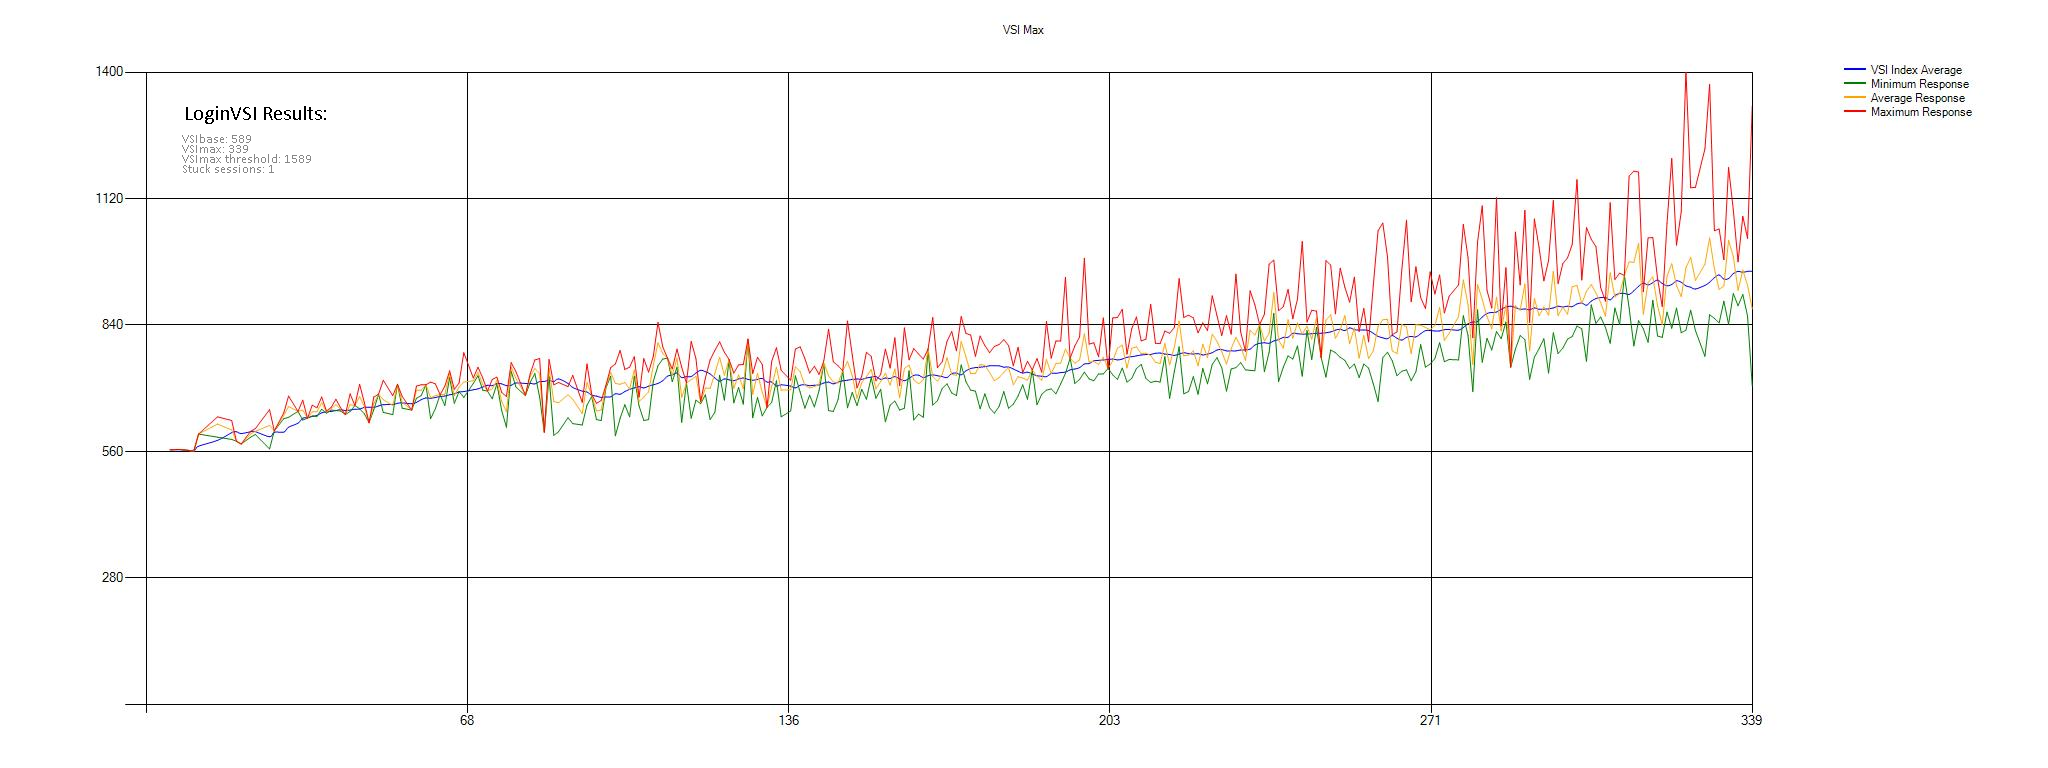 VSI Max
1400
1120
840
560
280
68
136
203
271
339
LoginVSI Results:
VSIbase: 589
VSImax: 339
VSImax threshold: 1589
Stuck sessions: 1
VSI Index Average
Minimum Response
Average Response
Maximum Response